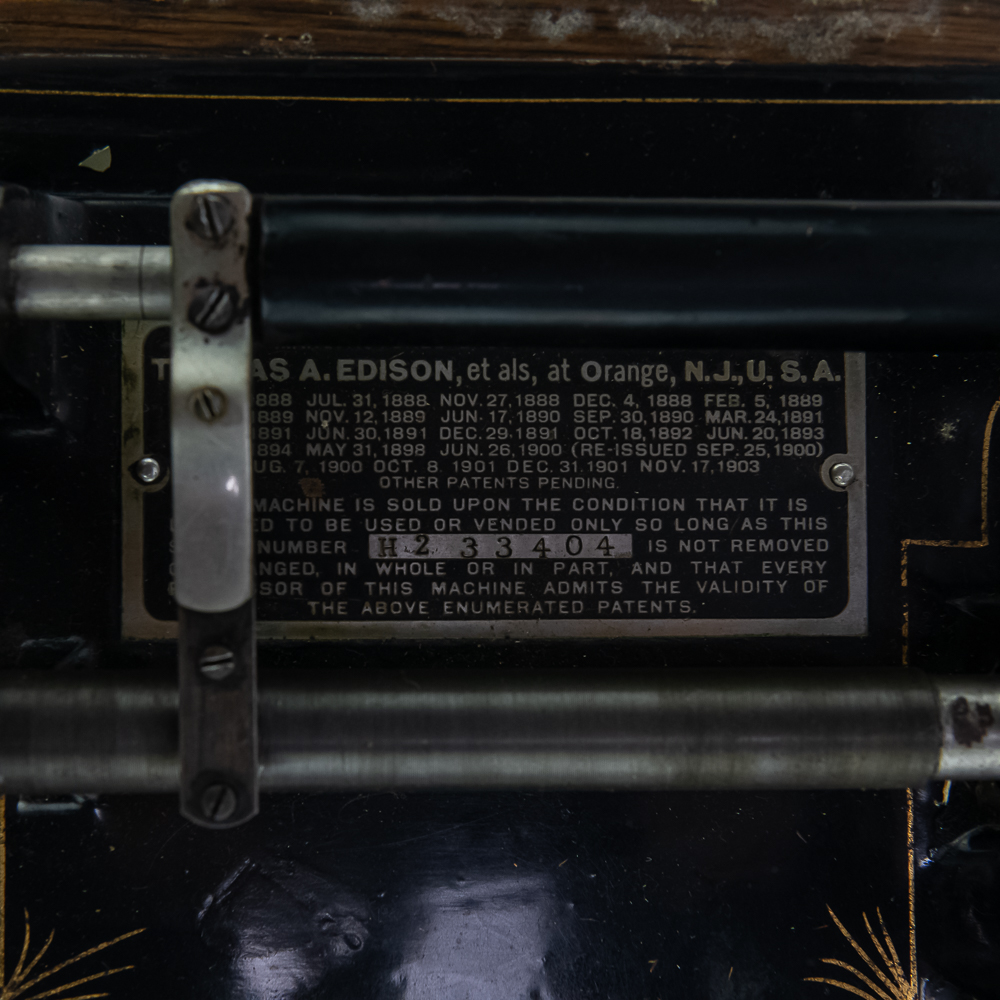 AS A. EDISON, et als, at Orange, N.J., U.S.A.
888 JUL. 31, 1888. NOV. 27, 1888 DEC. 4, 1888 FEB. 5, 1889
889 NOV. 12, 1889 JUN. 17, 1890 SEP. 30, 1890 MAR. 24, 1891
891 JUN. 30, 1891 DEC. 29, 1891 OCT. 18, 1892 JUN. 20, 1893
894 MAY 31, 1898 JUN. 26, 1900 (RE-ISSUED SEP. 25, 1900)
UG. 7, 1900 OCT. 8. 1901 DEC. 31. 1901 NOV. 17, 1903
OTHER PATENTS PENDING.
MACHINE IS SOLD UPON THE CONDITION THAT IT IS
ED TO BE USED OR VENDED ONLY SO LONG AS THIS
NUMBER H 2 33404 IS NOT REMOVED
NGED, IN WHOLE OR IN PART, AND THAT EVERY
SOR OF THIS MACHINE ADMITS THE VALIDITY OF
THE ABOVE ENUMERATED PATENTS.